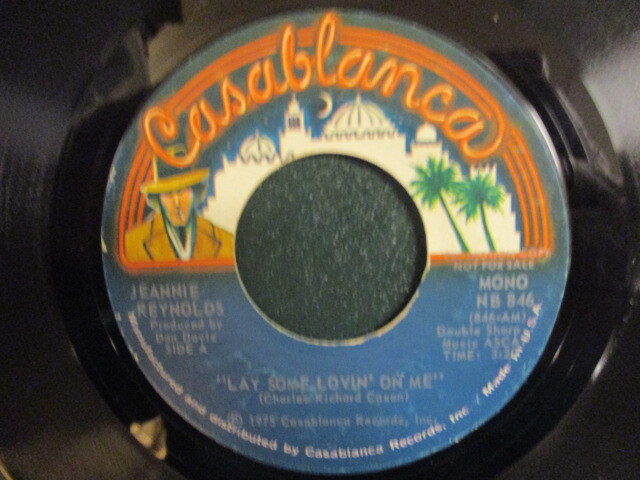 Casablanca
NOT FOR SALE
JEANNIE
REYNOLDS
Produced by
Don Davis
SIDE A
MONO
NB 846
(846-AM)
Double Sharp
Music ASCAP
TIME:
"LAY SOME LOVIN' ON ME"
(Charles Richard Cason)
© 1975 Casablanca Records, Inc.
Manufactured and distributed by Casablanca Records, Inc. / Made in U.S.A.